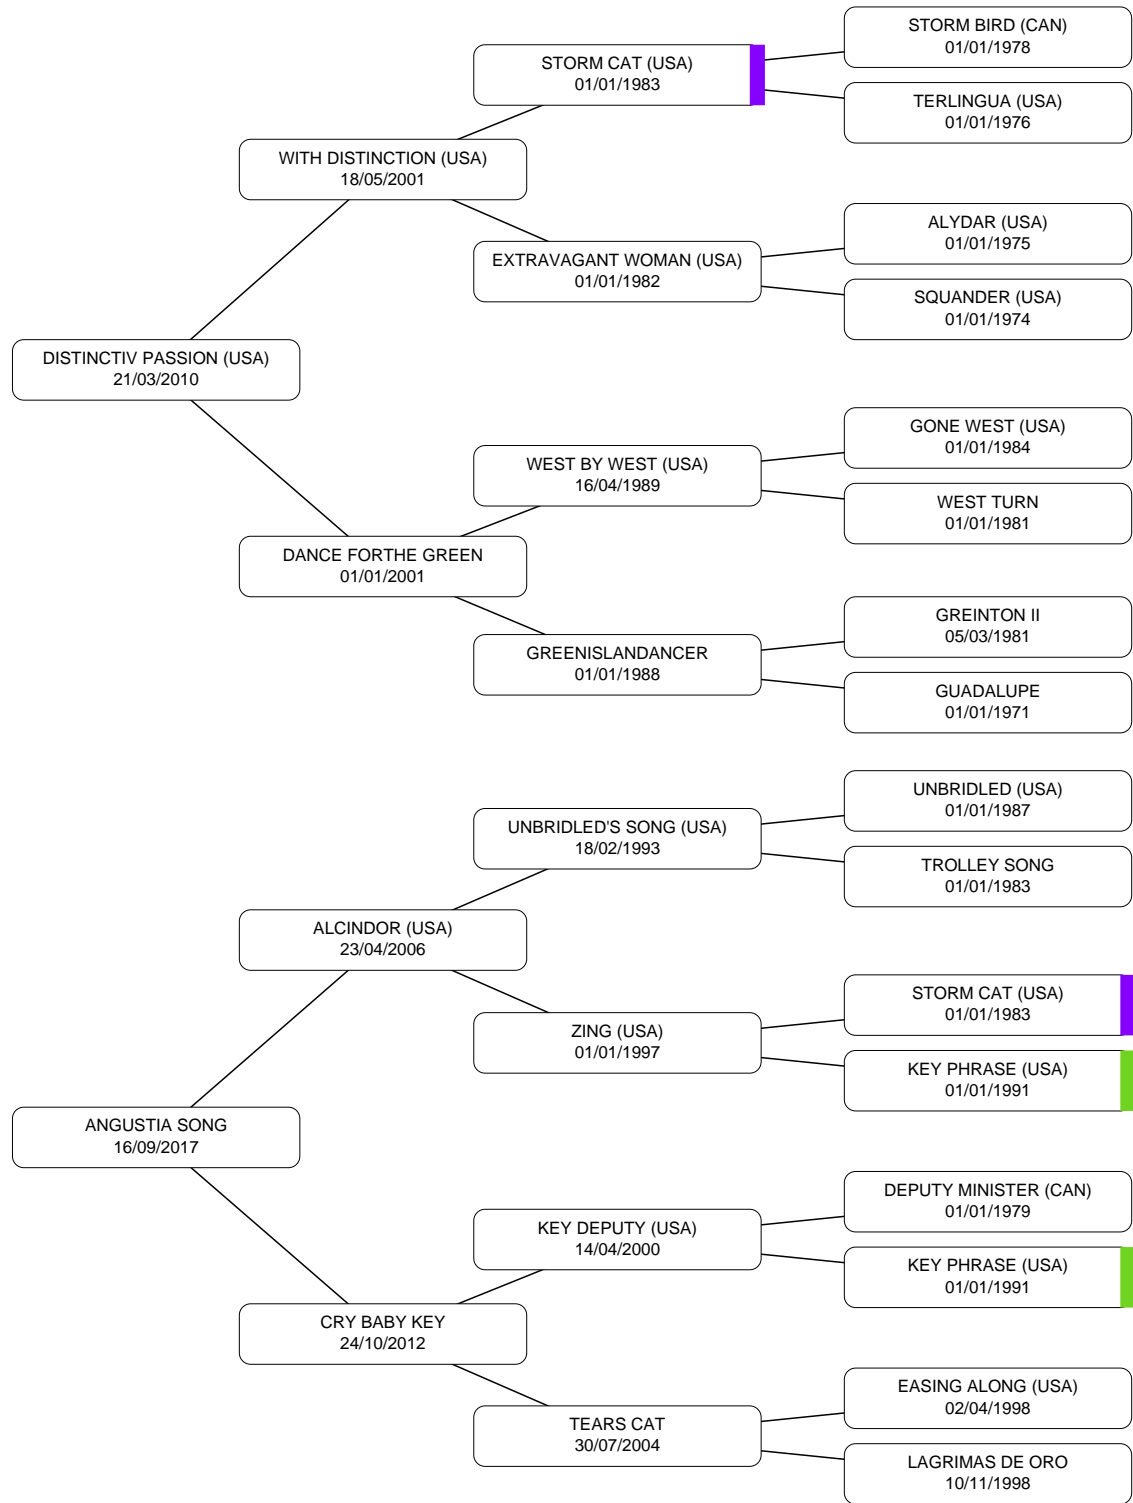 STORM BIRD (CAN)
01/01/1978
STORM CAT (USA)
01/01/1983
TERLINGUA (USA)
01/01/1976
WITH DISTINCTION (USA)
18/05/2001
ALYDAR (USA)
01/01/1975
EXTRAVAGANT WOMAN (USA)
01/01/1982
SQUANDER (USA)
01/01/1974
DISTINCTIV PASSION (USA)
21/03/2010
GONE WEST (USA)
01/01/1984
WEST BY WEST (USA)
16/04/1989
WEST TURN
01/01/1981
DANCE FORTHE GREEN
01/01/2001
GREINTON II
05/03/1981
GREENISLANDANCER
01/01/1988
GUADALUPE
01/01/1971
UNBRIDLED (USA)
01/01/1987
UNBRIDLED'S SONG (USA)
18/02/1993
TROLLEY SONG
01/01/1983
ALCINDOR (USA)
23/04/2006
STORM CAT (USA)
01/01/1983
ZING (USA)
01/01/1997
KEY PHRASE (USA)
01/01/1991
ANGUSTIA SONG
16/09/2017
DEPUTY MINISTER (CAN)
01/01/1979
KEY DEPUTY (USA)
14/04/2000
KEY PHRASE (USA)
01/01/1991
CRY BABY KEY
24/10/2012
EASING ALONG (USA)
02/04/1998
TEARS CAT
30/07/2004
LAGRIMAS DE ORO
10/11/1998